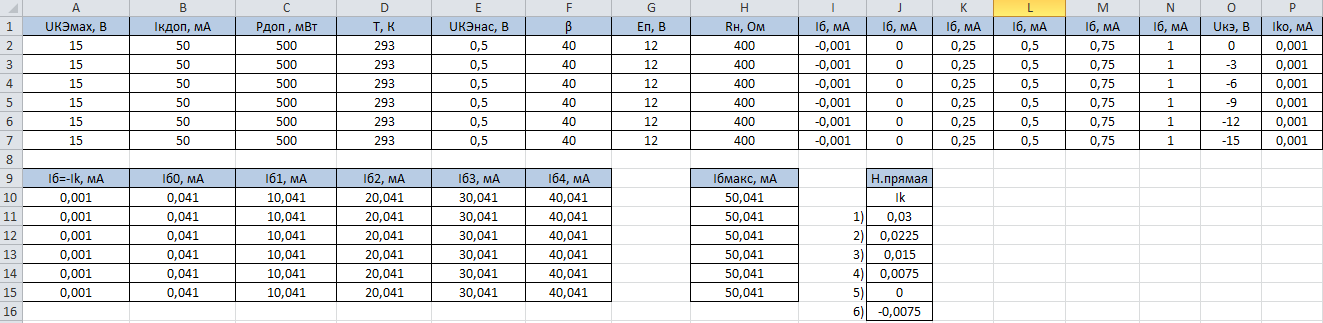 A B C D E F G H I J K L M N O P
1 UКЭмах, В Iкдоп, мА Pдоп , мВт T, К UКЭнас, В β Еп, В Rн, Ом Iб, мА Iб, мА Iб, мА Iб, мА Iб, мА Iб, мА Uкэ, В Iко, мА
2 15 50 500 293 0,5 40 12 400 -0,001 0 0,25 0,5 0,75 1 0 0,001
3 15 50 500 293 0,5 40 12 400 -0,001 0 0,25 0,5 0,75 1 -3 0,001
4 15 50 500 293 0,5 40 12 400 -0,001 0 0,25 0,5 0,75 1 -6 0,001
5 15 50 500 293 0,5 40 12 400 -0,001 0 0,25 0,5 0,75 1 -9 0,001
6 15 50 500 293 0,5 40 12 400 -0,001 0 0,25 0,5 0,75 1 -12 0,001
7 15 50 500 293 0,5 40 12 400 -0,001 0 0,25 0,5 0,75 1 -15 0,001
8
9 Iб=-Ik, мА Iб0, мА Iб1, мА Iб2, мА Iб3, мА Iб4, мА Iбмакс, мА Н.прямая
10 0,001 0,041 10,041 20,041 30,041 40,041 50,041 Ik
11 0,001 0,041 10,041 20,041 30,041 40,041 50,041 1) 0,03
12 0,001 0,041 10,041 20,041 30,041 40,041 50,041 2) 0,0225
13 0,001 0,041 10,041 20,041 30,041 40,041 50,041 3) 0,015
14 0,001 0,041 10,041 20,041 30,041 40,041 50,041 4) 0,0075
15 0,001 0,041 10,041 20,041 30,041 40,041 50,041 5) 0
16 6) -0,0075